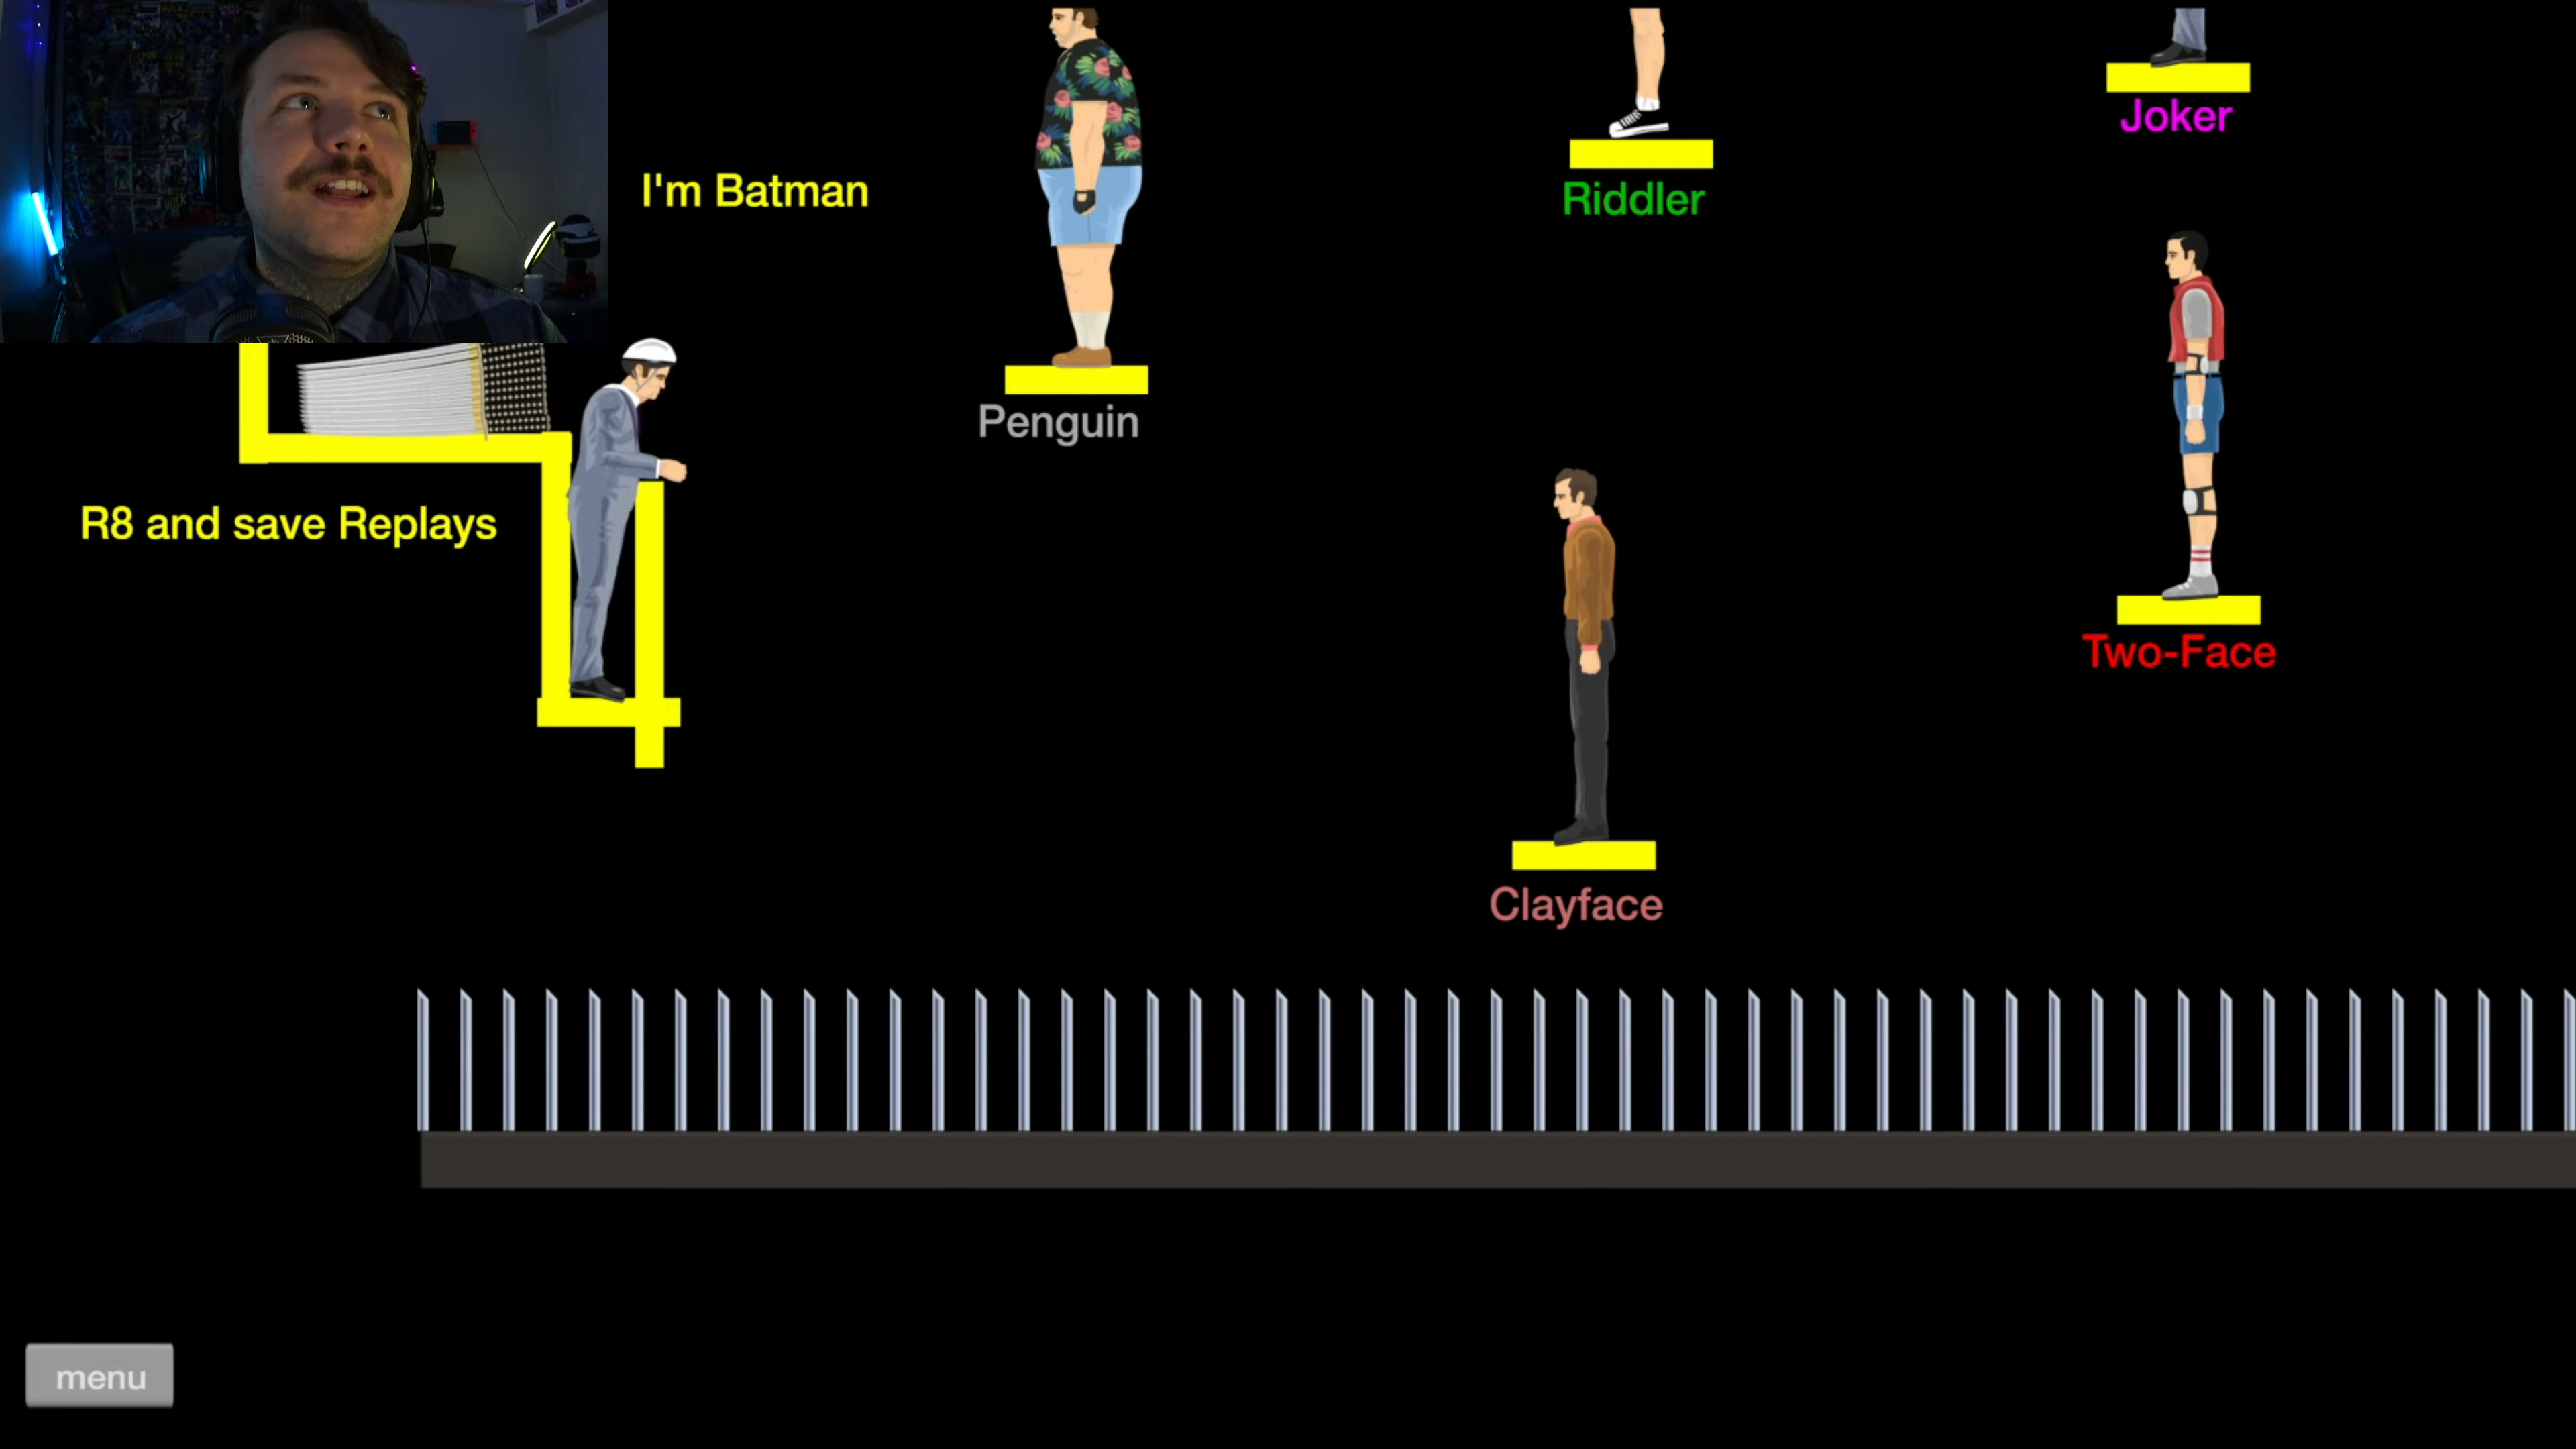 I'm Batman
Joker
Riddler
Penguin
R8 and save Replays
Two-Face
Clayface
menu